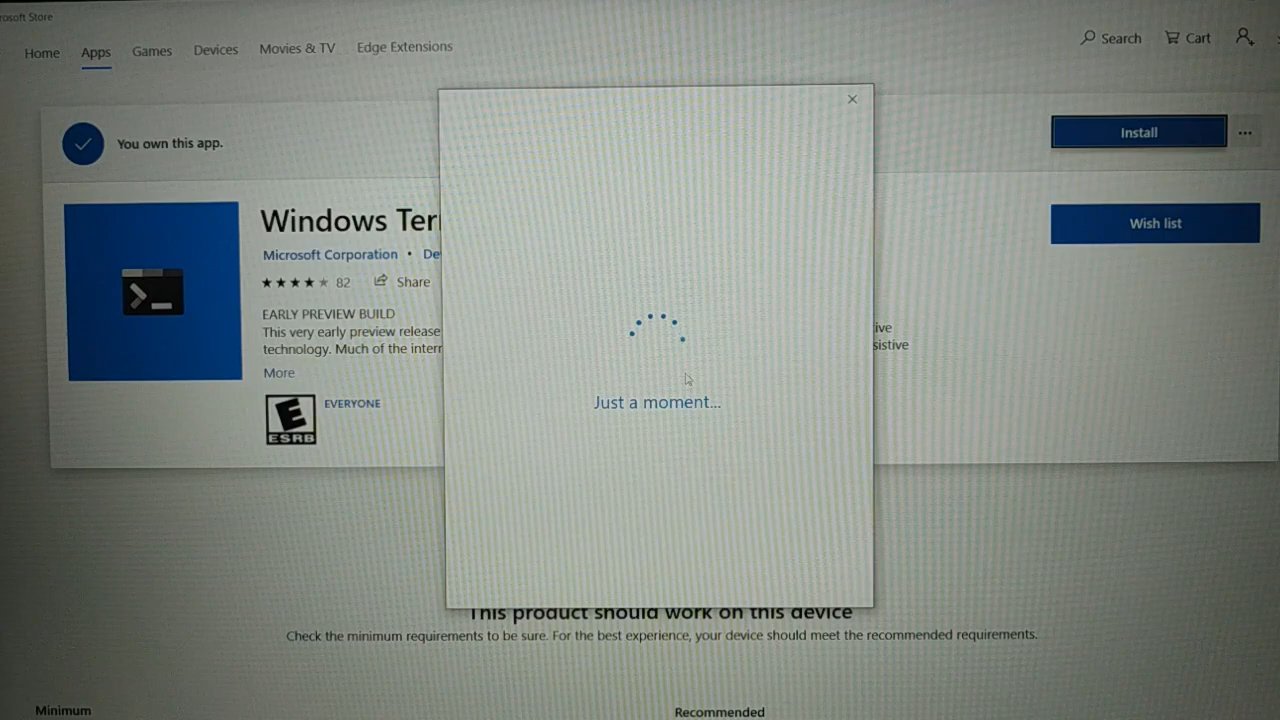 rosoft Store
Home Apps Games Devices Movies & TV Edge Extensions
Search Cart
You own this app.
Install
Windows Ter
Wish list
Microsoft Corporation • De
82 Share
EARLY PREVIEW BUILD
This very early preview release
technology. Much of the interr
ive
sistive
More
E
ESRB
EVERYONE
Just a moment...
This product should work on this device
Check the minimum requirements to be sure. For the best experience, your device should meet the recommended requirements.
Minimum Recommended